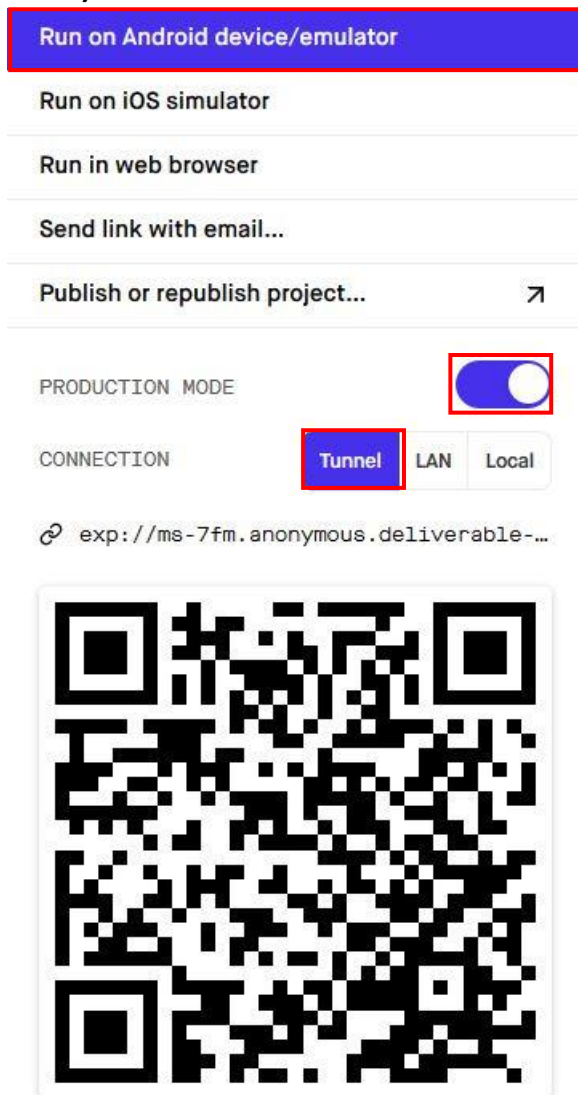 Run on Android device/emulator
Run on iOS simulator
Run in web browser
Send link with email...
Publish or republish project...
PRODUCTION MODE
CONNECTION Tunnel LAN Local
exp://ms-7fm.anonymous.deliverable-…